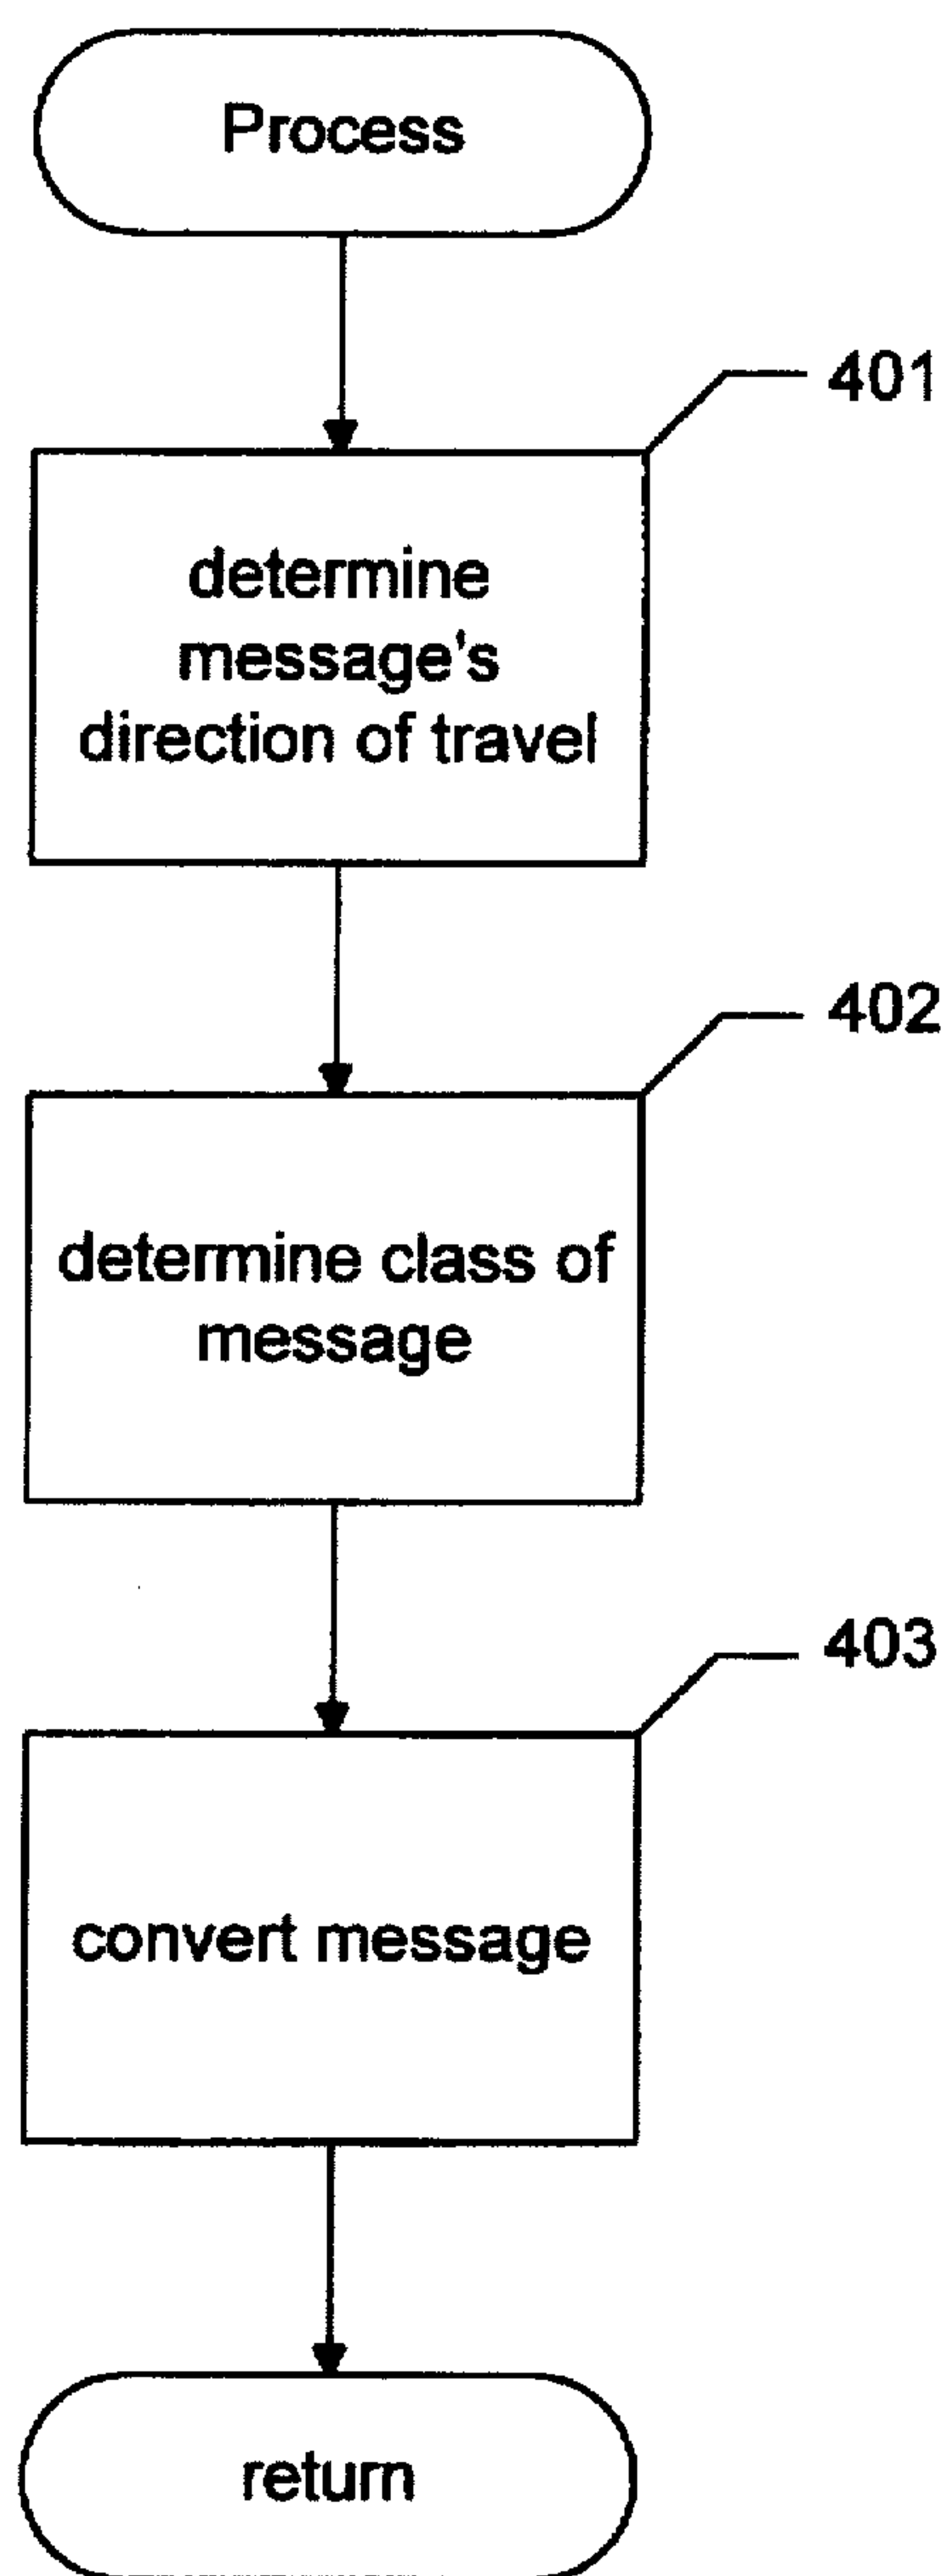 Process
401
determine
message's
direction of travel
402
determine class of
message
403
convert message
return